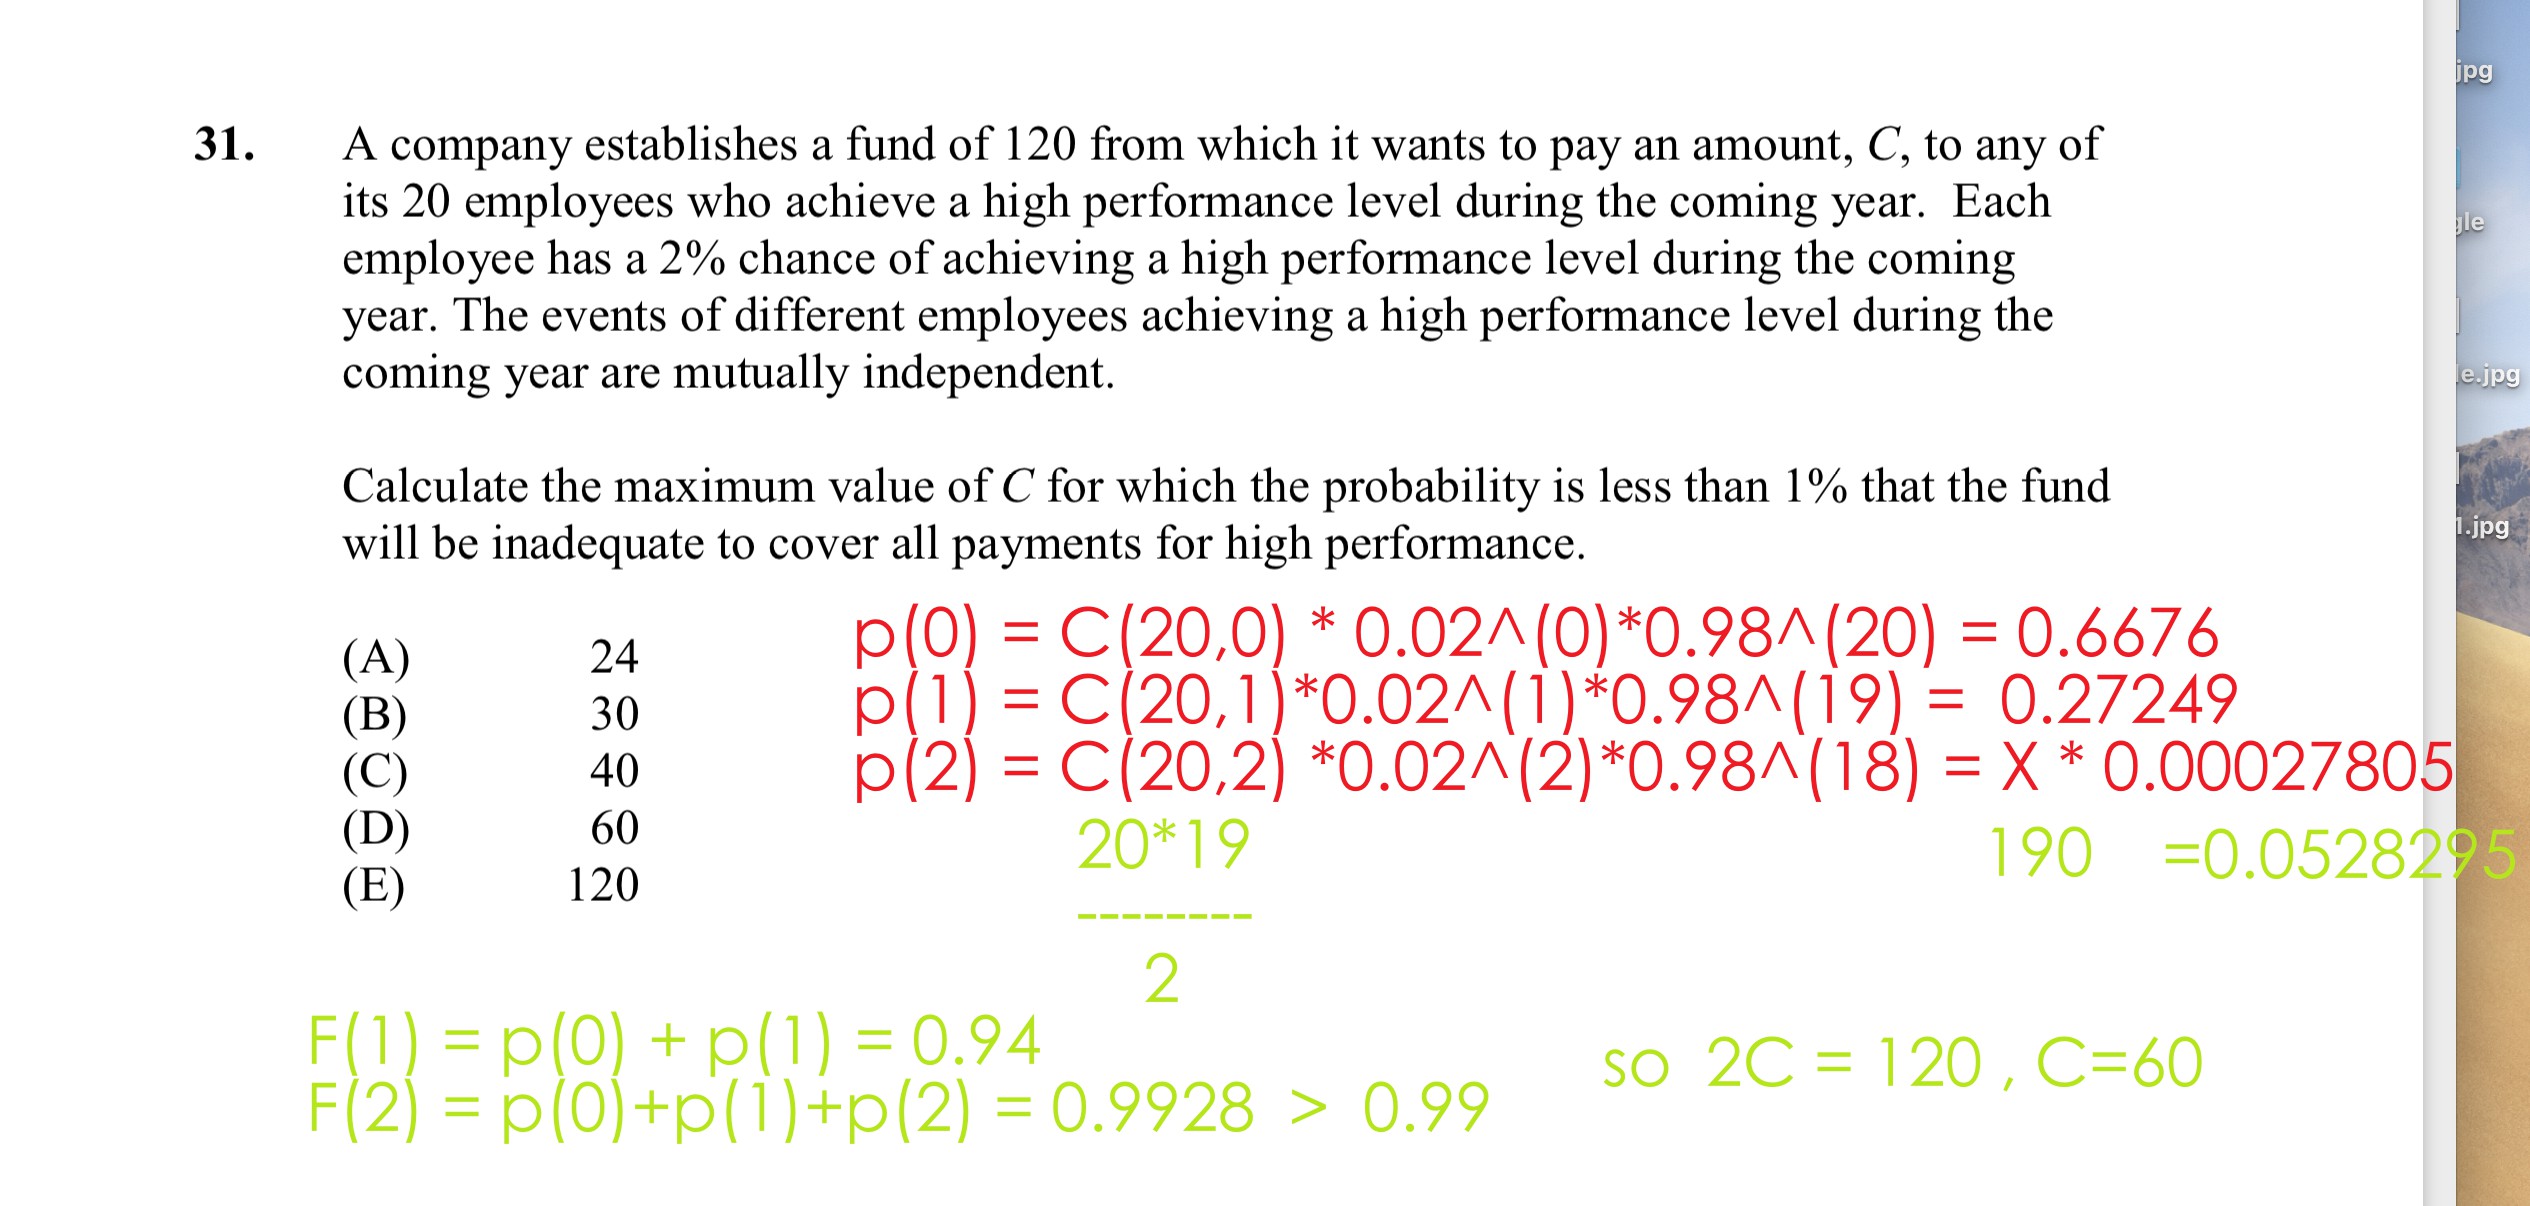 31. A company establishes a fund of 120 from which it wants to pay an amount, C, to any of
its 20 employees who achieve a high performance level during the coming year. Each
employee has a 2% chance of achieving a high performance level during the coming
year. The events of different employees achieving a high performance level during the
coming year are mutually independent.
Calculate the maximum value of C for which the probability is less than 1% that the fund
will be inadequate to cover all payments for high performance.
(A) 24
(B) 30
(C) 40
(D) 60
(E) 120
p(0) = C(20,0) * 0.02^(0)*0.98^(20) = 0.6676
p(1) = C(20,1)*0.02^(1)*0.98^(19) = 0.27249
p(2) = C(20,2) *0.02^(2)*0.98^(18) = X * 0.00027805
20*19
--------
2
190 =0.0528295
F(1) = p(0) + p(1) = 0.94
F(2) = p(0)+p(1)+p(2) = 0.9928 > 0.99
so 2C = 120 , C=60
jpg
gle
e.jpg
1.jpg